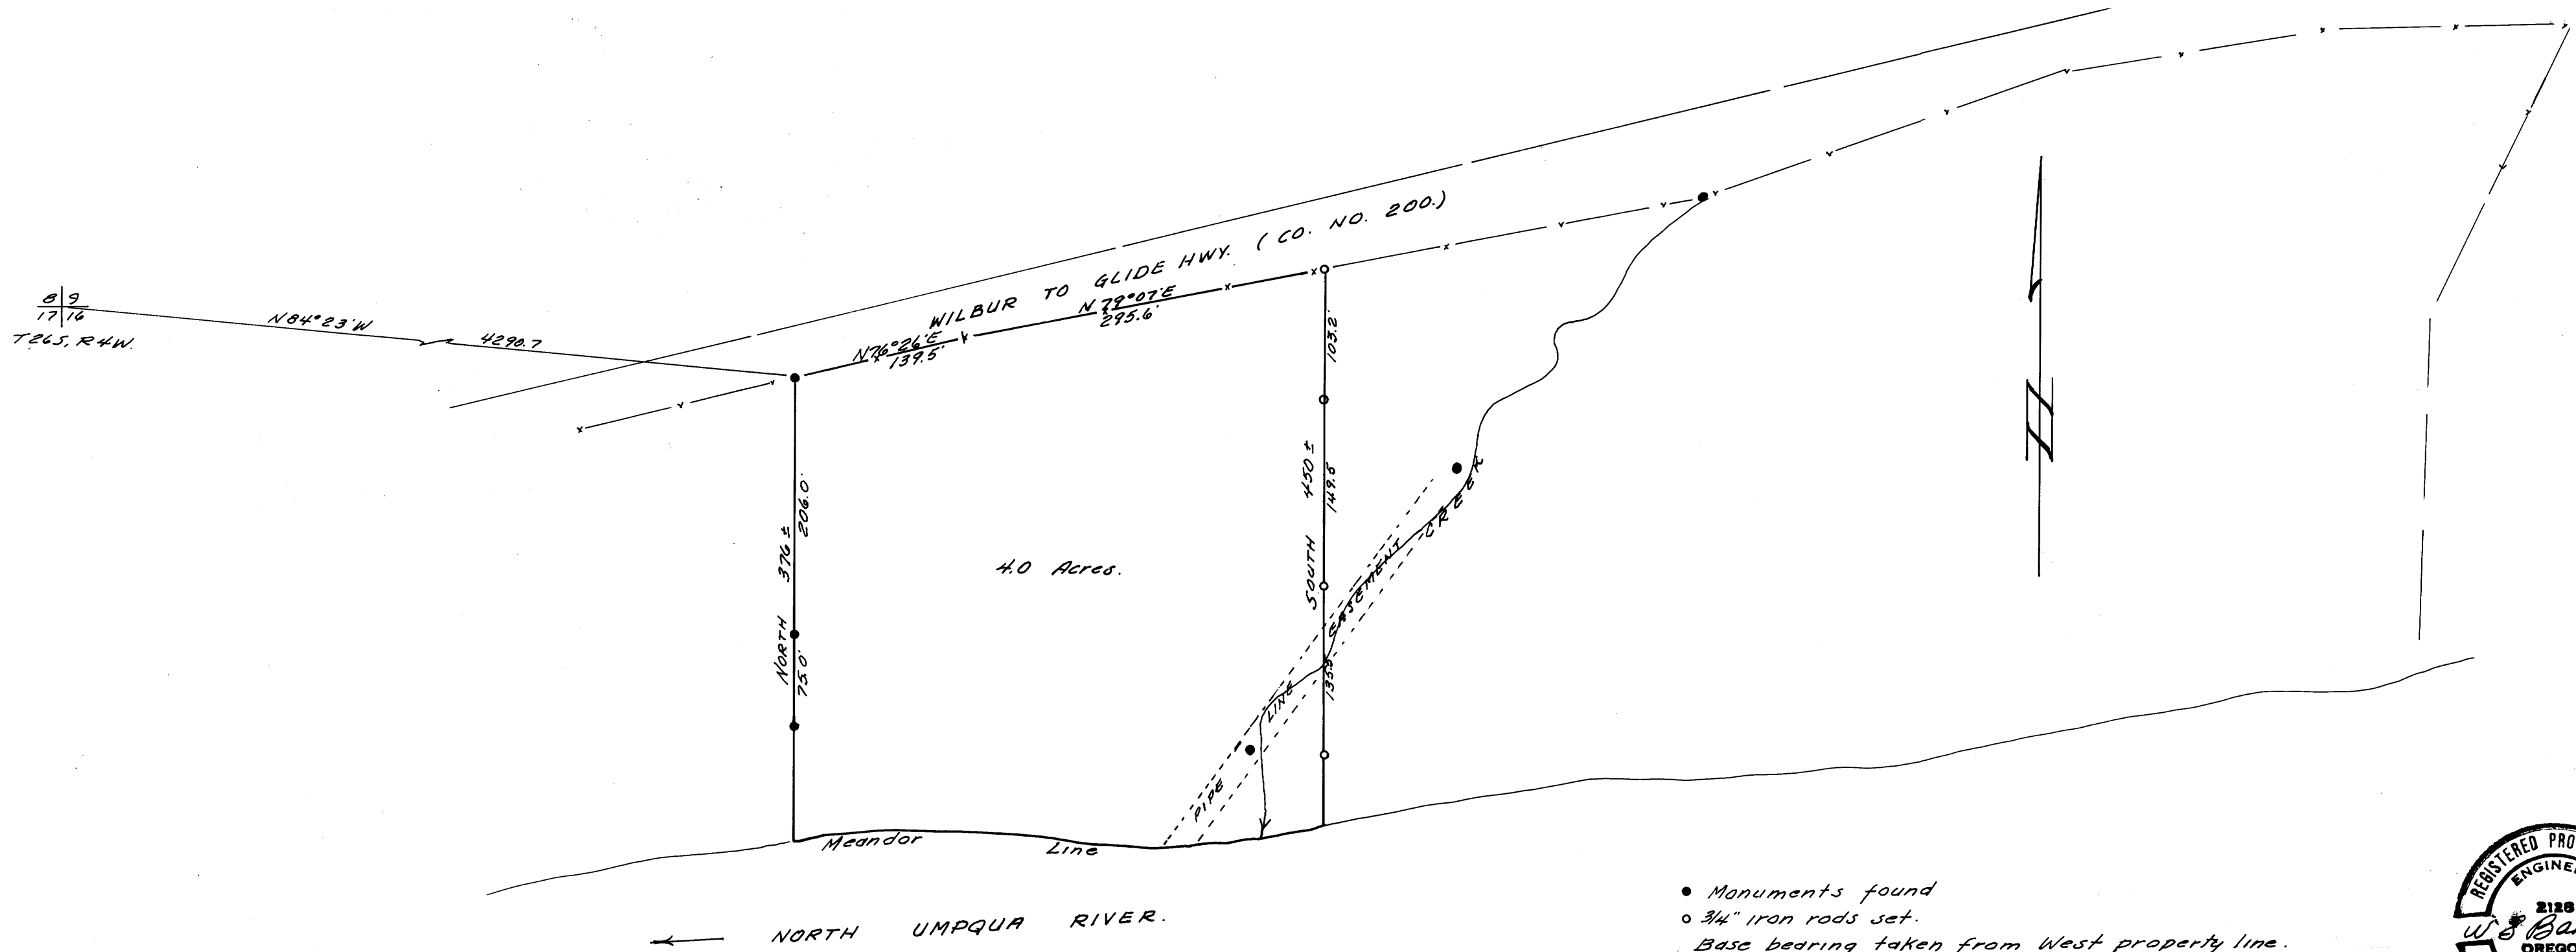 WILBUR TO GLIDE HWY. (CO. NO. 200.)
8 9
17 16
T26S, R4W.
N84°23'W
4290.7
N76°26'E
139.5'
N79°07'E
295.6'
103.2'
SOUTH 450±
149.5
NORTH 376±
206.0'
75.0'
4.0 Acres.
PIPE LINE EASEMENT
CREEK
Meandor Line
NORTH UMPQUA RIVER.
Monuments found
3/4" iron rods set.
Base bearing taken from West property line.
REGISTERED PRO
ENGINE
2128
OREGO